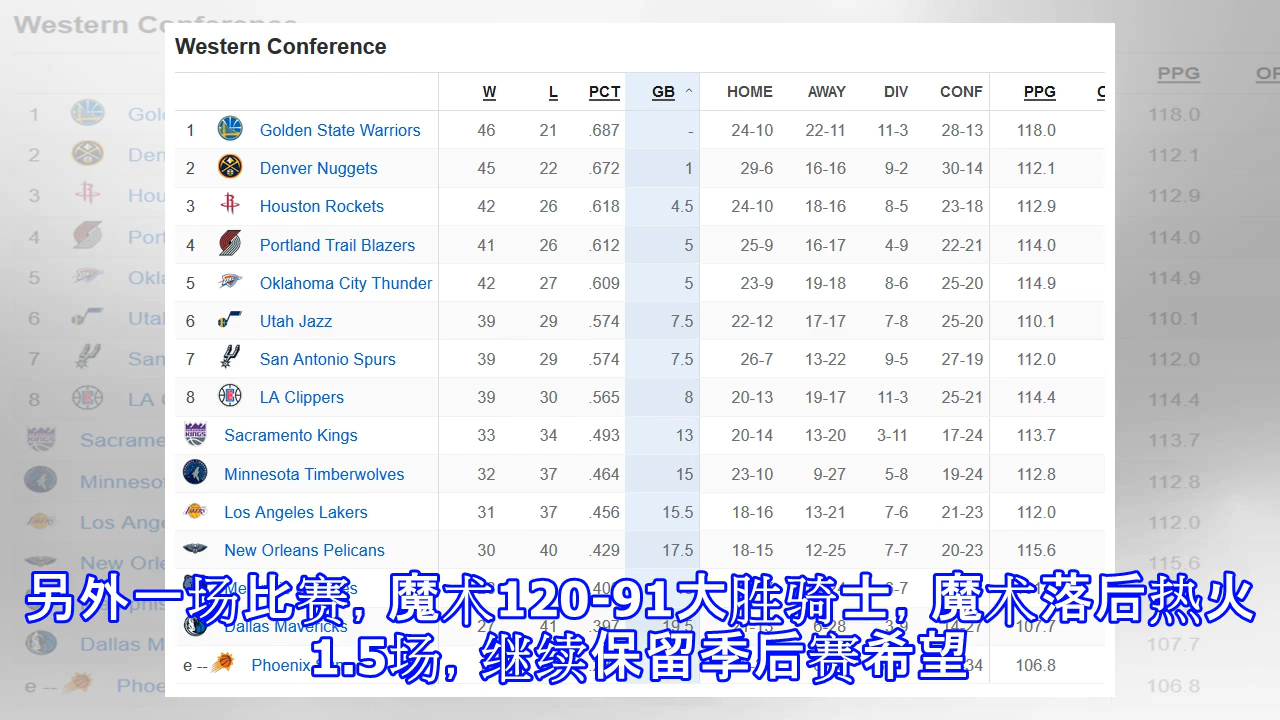 Western Conference
W L PCT GB HOME AWAY DIV CONF PPG
1 Golden State Warriors 46 21 .687 - 24-10 22-11 11-3 28-13 118.0
2 Denver Nuggets 45 22 .672 1 29-6 16-16 9-2 30-14 112.1
3 Houston Rockets 42 26 .618 4.5 24-10 18-16 8-5 23-18 112.9
4 Portland Trail Blazers 41 26 .612 5 25-9 16-17 4-9 22-21 114.0
5 Oklahoma City Thunder 42 27 .609 5 23-9 19-18 8-6 25-20 114.9
6 Utah Jazz 39 29 .574 7.5 22-12 17-17 7-8 25-20 110.1
7 San Antonio Spurs 39 29 .574 7.5 26-7 13-22 9-5 27-19 112.0
8 LA Clippers 39 30 .565 8 20-13 19-17 11-3 25-21 114.4
Sacramento Kings 33 34 .493 13 20-14 13-20 3-11 17-24 113.7
Minnesota Timberwolves 32 37 .464 15 23-10 9-27 5-8 19-24 112.8
Los Angeles Lakers 31 37 .456 15.5 18-16 13-21 7-6 21-23 112.0
New Orleans Pelicans 30 40 .429 17.5 18-15 12-25 7-7 20-23 115.6
Dallas Mavericks 27 41 .397 19.5 107.7
e -- Phoenix 106.8
另外一场比赛, 魔术120-91大胜骑士, 魔术落后热火
1.5场, 继续保留季后赛希望